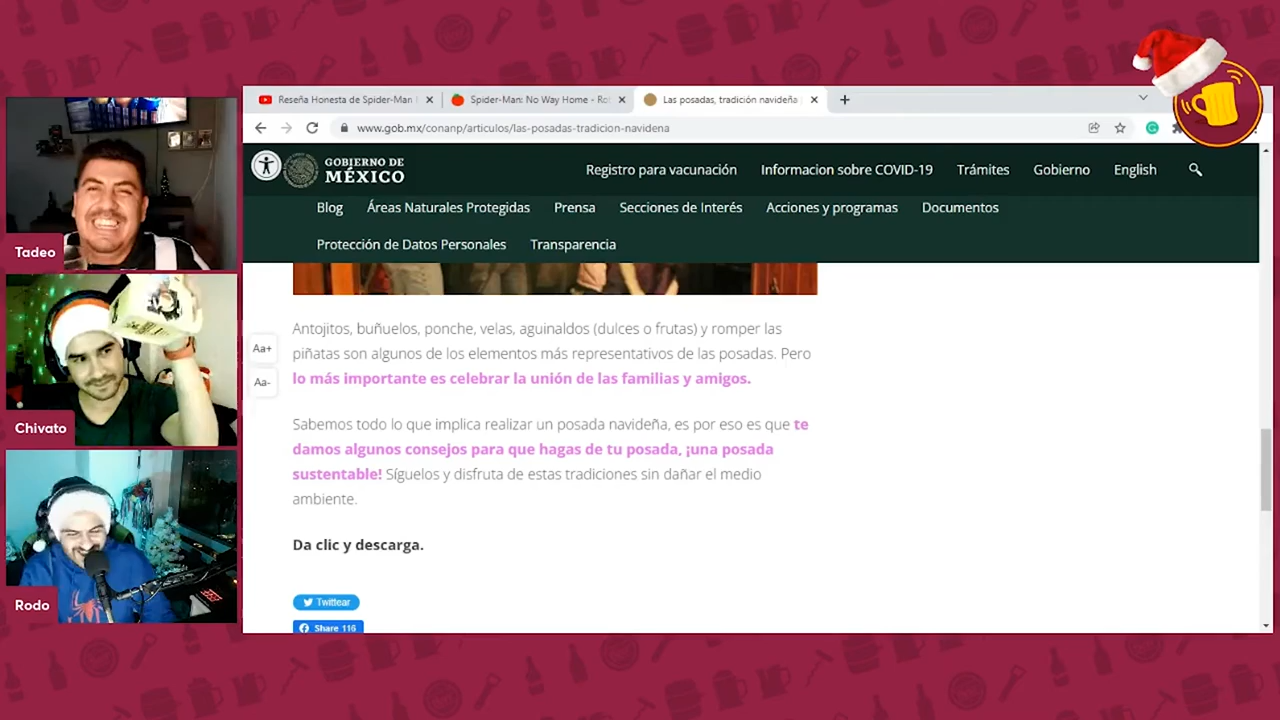 Reseña Honesta de Spider-Man
Spider-Man: No Way Home - Ro
Las posadas, tradición navideña
www.gob.mx/conanp/articulos/las-posadas-tradicion-navidena
GOBIERNO DE
MÉXICO
Registro para vacunación
Informacion sobre COVID-19
Trámites
Gobierno
English
Blog
Áreas Naturales Protegidas
Prensa
Secciones de Interés
Acciones y programas
Documentos
Protección de Datos Personales
Transparencia
Tadeo
Chivato
Rodo
Aa+
Aa-
Antojitos, buñuelos, ponche, velas, aguinaldos (dulces o frutas) y romper las
piñatas son algunos de los elementos más representativos de las posadas. Pero
lo más importante es celebrar la unión de las familias y amigos.
Sabemos todo lo que implica realizar un posada navideña, es por eso es que te
damos algunos consejos para que hagas de tu posada, ¡una posada
sustentable! Síguelos y disfruta de estas tradiciones sin dañar el medio
ambiente.
Da clic y descarga.
Twittear
Share 116